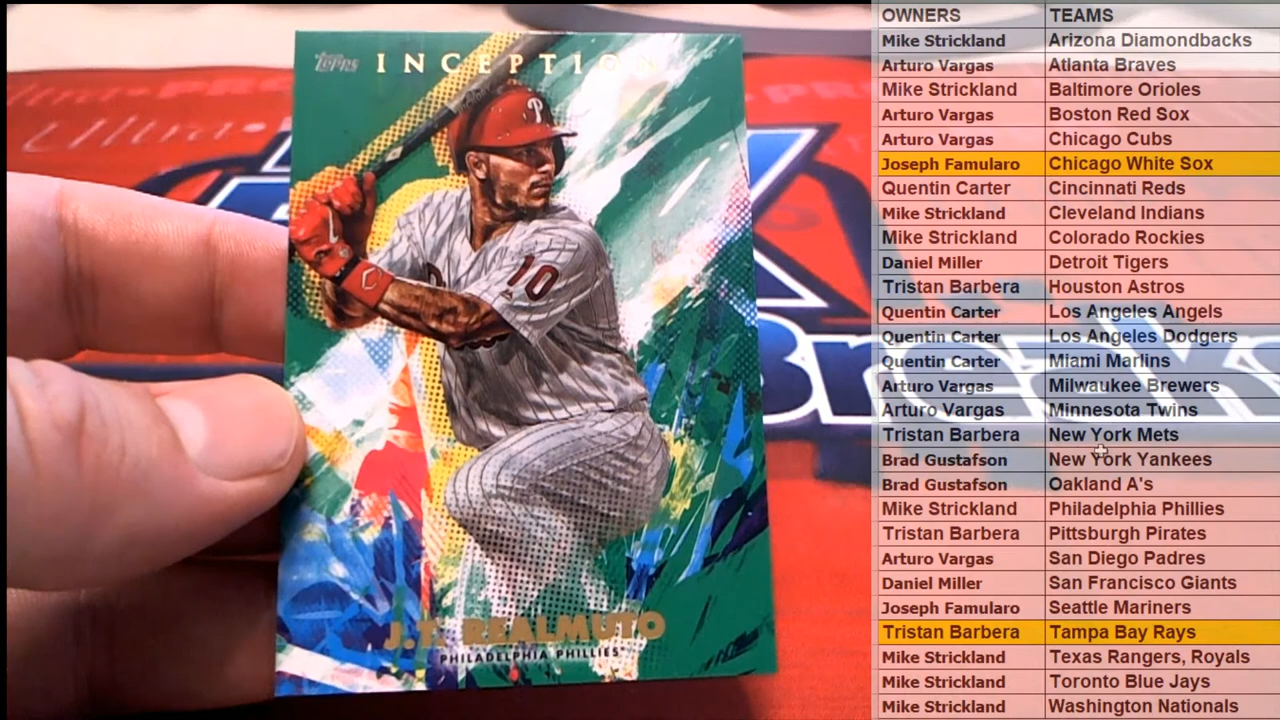 TOPPS INCEPTION
P
10
J.T. REALMUTO
PHILADELPHIA PHILLIES
Breaks
OWNERS TEAMS
Mike Strickland Arizona Diamondbacks
Arturo Vargas Atlanta Braves
Mike Strickland Baltimore Orioles
Arturo Vargas Boston Red Sox
Arturo Vargas Chicago Cubs
Joseph Famularo Chicago White Sox
Quentin Carter Cincinnati Reds
Mike Strickland Cleveland Indians
Mike Strickland Colorado Rockies
Daniel Miller Detroit Tigers
Tristan Barbera Houston Astros
Quentin Carter Los Angeles Angels
Quentin Carter Los Angeles Dodgers
Quentin Carter Miami Marlins
Arturo Vargas Milwaukee Brewers
Arturo Vargas Minnesota Twins
Tristan Barbera New York Mets
Brad Gustafson New York Yankees
Brad Gustafson Oakland A's
Mike Strickland Philadelphia Phillies
Tristan Barbera Pittsburgh Pirates
Arturo Vargas San Diego Padres
Daniel Miller San Francisco Giants
Joseph Famularo Seattle Mariners
Tristan Barbera Tampa Bay Rays
Mike Strickland Texas Rangers, Royals
Mike Strickland Toronto Blue Jays
Mike Strickland Washington Nationals